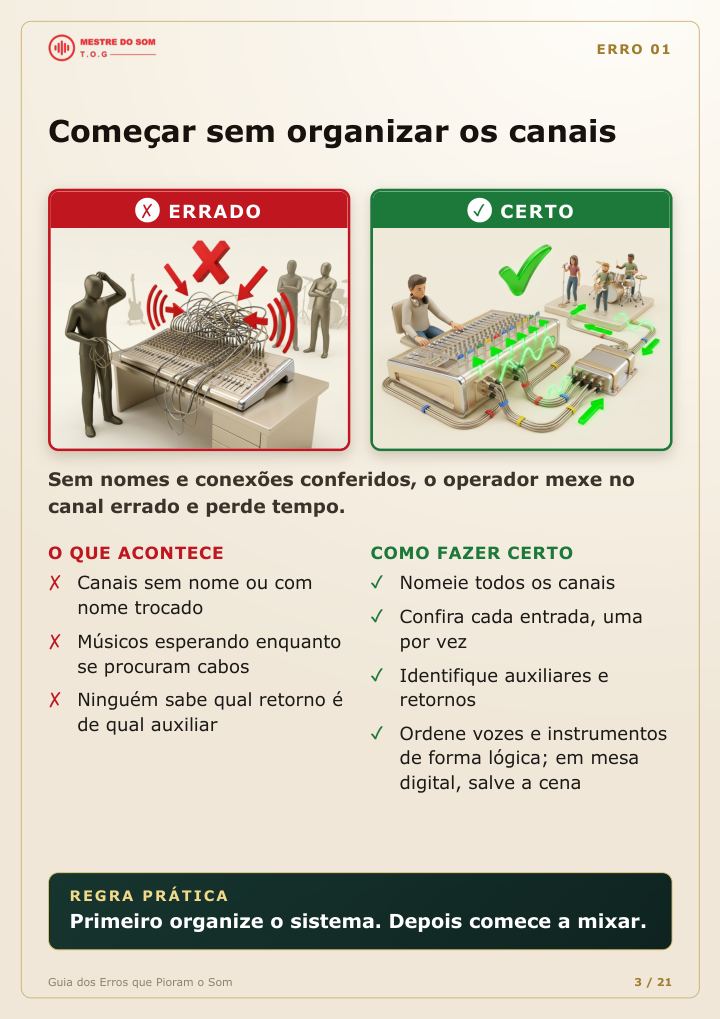 MESTRE DO SOM
T.O.G
ERRO 01
Começar sem organizar os canais
✗ ERRADO
✓ CERTO
Sem nomes e conexões conferidos, o operador mexe no
canal errado e perde tempo.
O QUE ACONTECE
✗ Canais sem nome ou com
nome trocado
✗ Músicos esperando enquanto
se procuram cabos
✗ Ninguém sabe qual retorno é
de qual auxiliar
COMO FAZER CERTO
✓ Nomeie todos os canais
✓ Confira cada entrada, uma
por vez
✓ Identifique auxiliares e
retornos
✓ Ordene vozes e instrumentos
de forma lógica; em mesa
digital, salve a cena
REGRA PRÁTICA
Primeiro organize o sistema. Depois comece a mixar.
Guia dos Erros que Pioram o Som
3 / 21